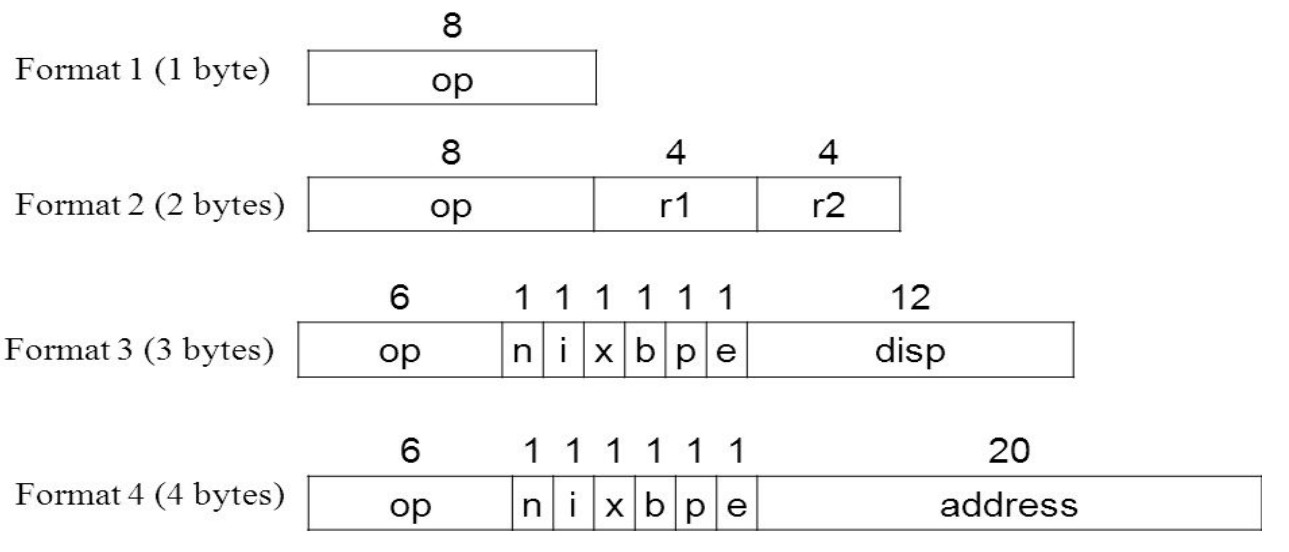 8
Format 1 (1 byte) op
8 4 4
Format 2 (2 bytes) op r1 r2
6 1 1 1 1 1 1 12
Format 3 (3 bytes) op n i x b p e disp
6 1 1 1 1 1 1 20
Format 4 (4 bytes) op n i x b p e address